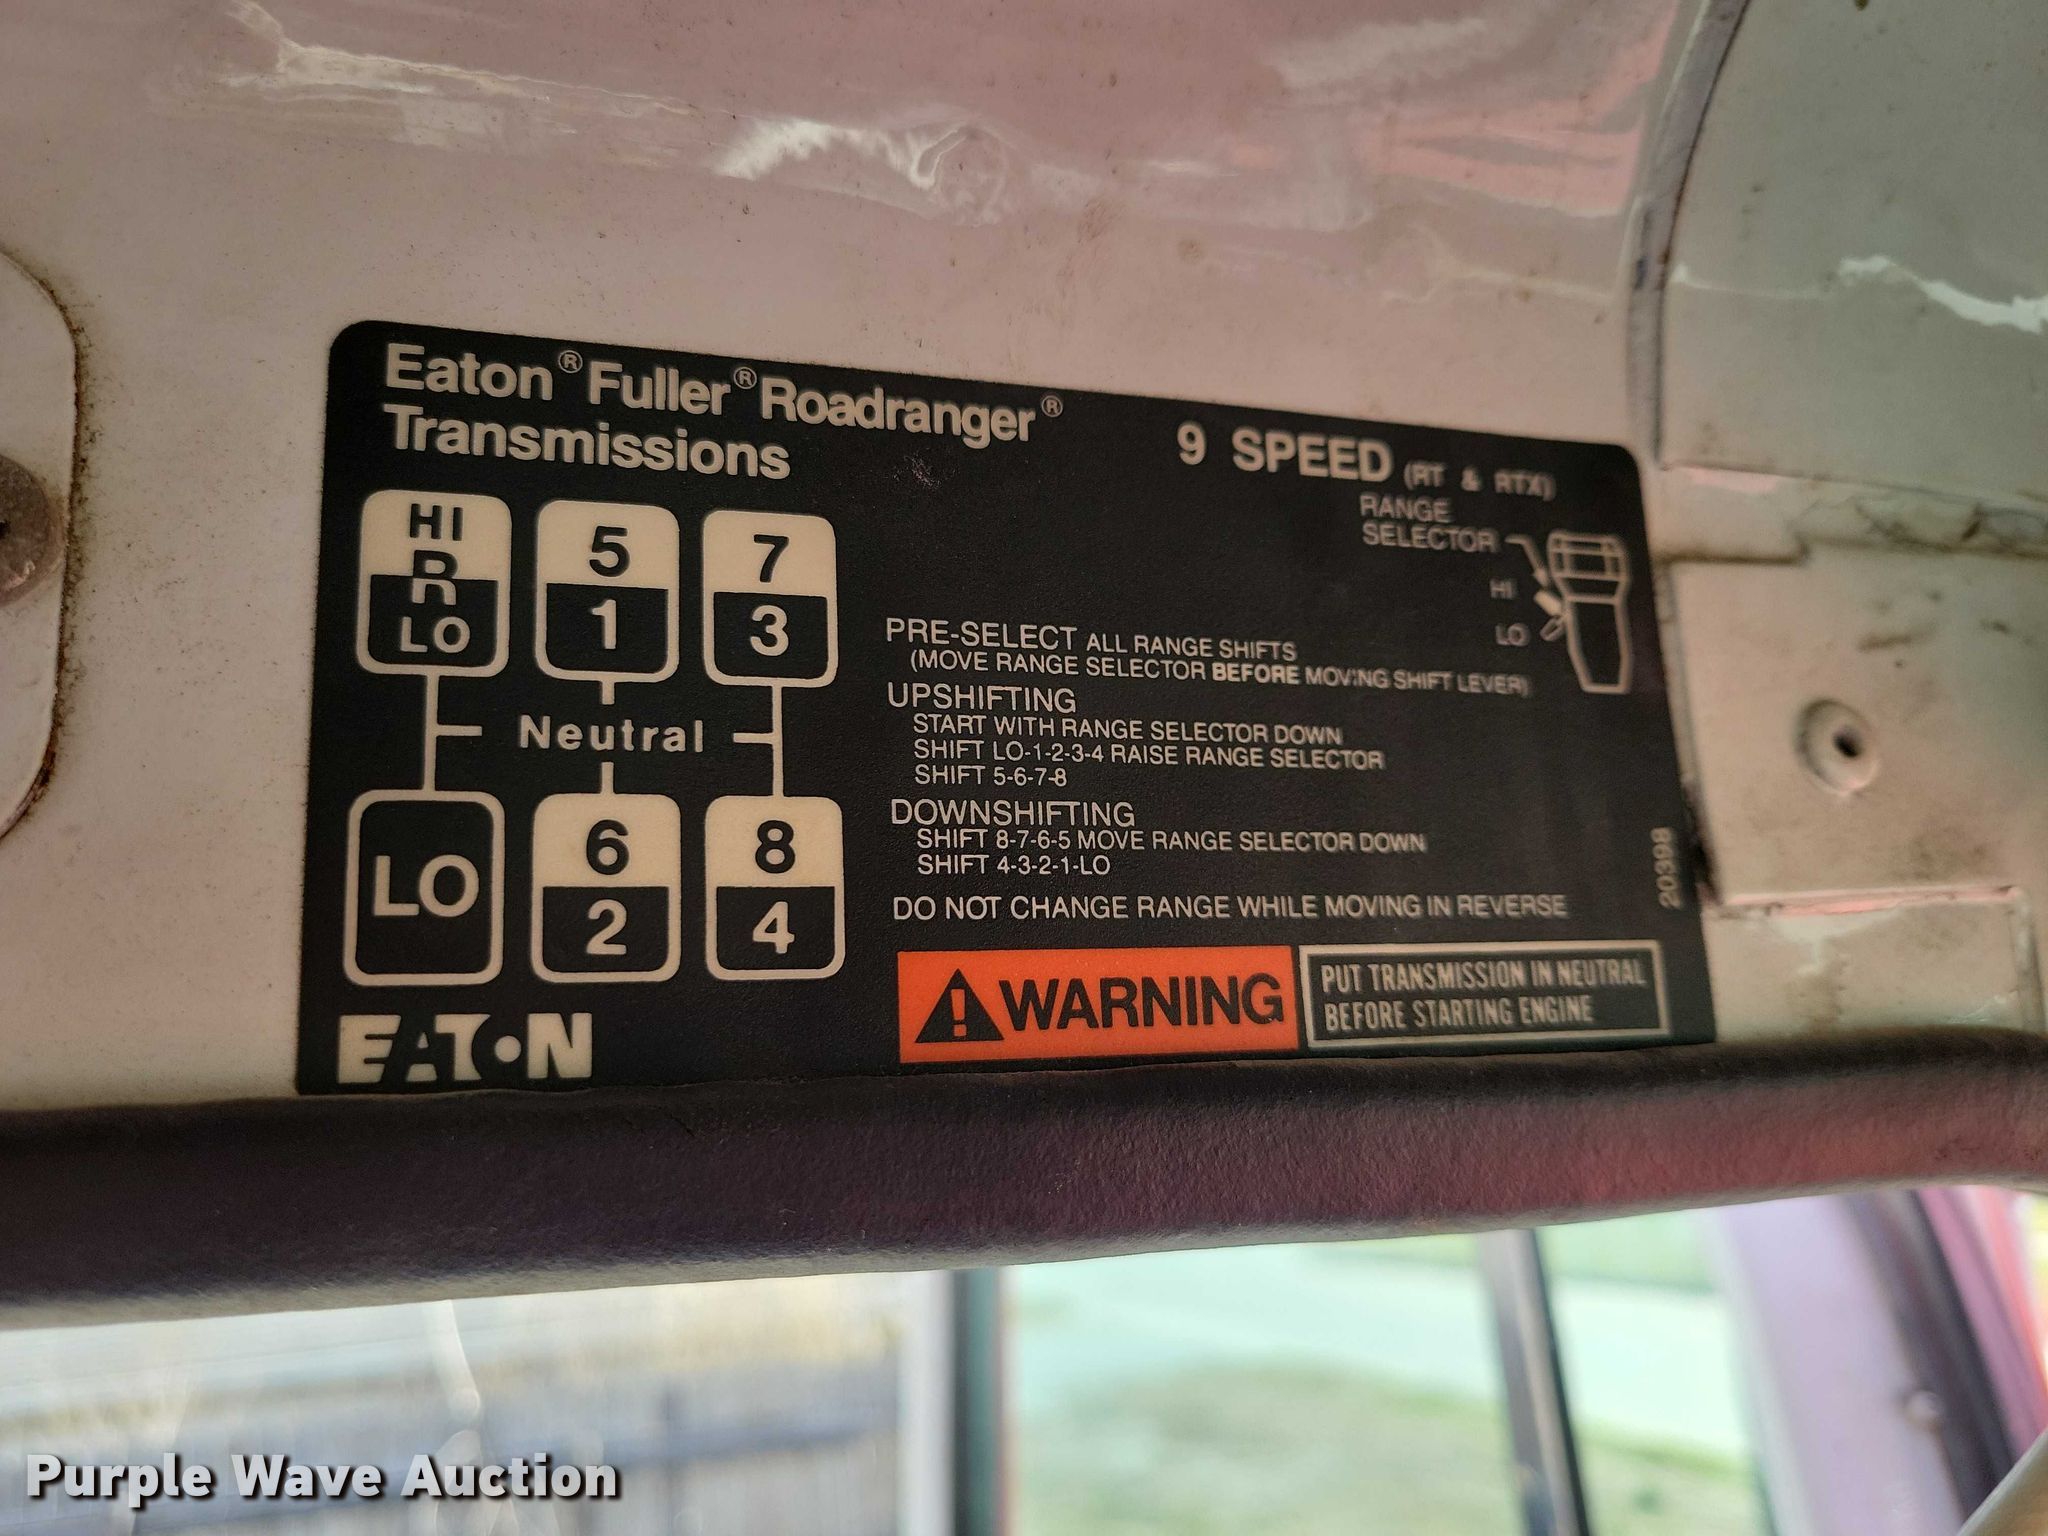 Eaton® Fuller® Roadranger®
Transmissions
9 SPEED (RT & RTX)
RANGE
SELECTOR
HI
LO
HI
R
LO
5
1
7
3
Neutral
LO
6
2
8
4
PRE-SELECT ALL RANGE SHIFTS
(MOVE RANGE SELECTOR BEFORE MOVING SHIFT LEVER)
UPSHIFTING
START WITH RANGE SELECTOR DOWN
SHIFT LO-1-2-3-4 RAISE RANGE SELECTOR
SHIFT 5-6-7-8
DOWNSHIFTING
SHIFT 8-7-6-5 MOVE RANGE SELECTOR DOWN
SHIFT 4-3-2-1-LO
DO NOT CHANGE RANGE WHILE MOVING IN REVERSE
20398
EATON
WARNING
PUT TRANSMISSION IN NEUTRAL
BEFORE STARTING ENGINE
Purple Wave Auction